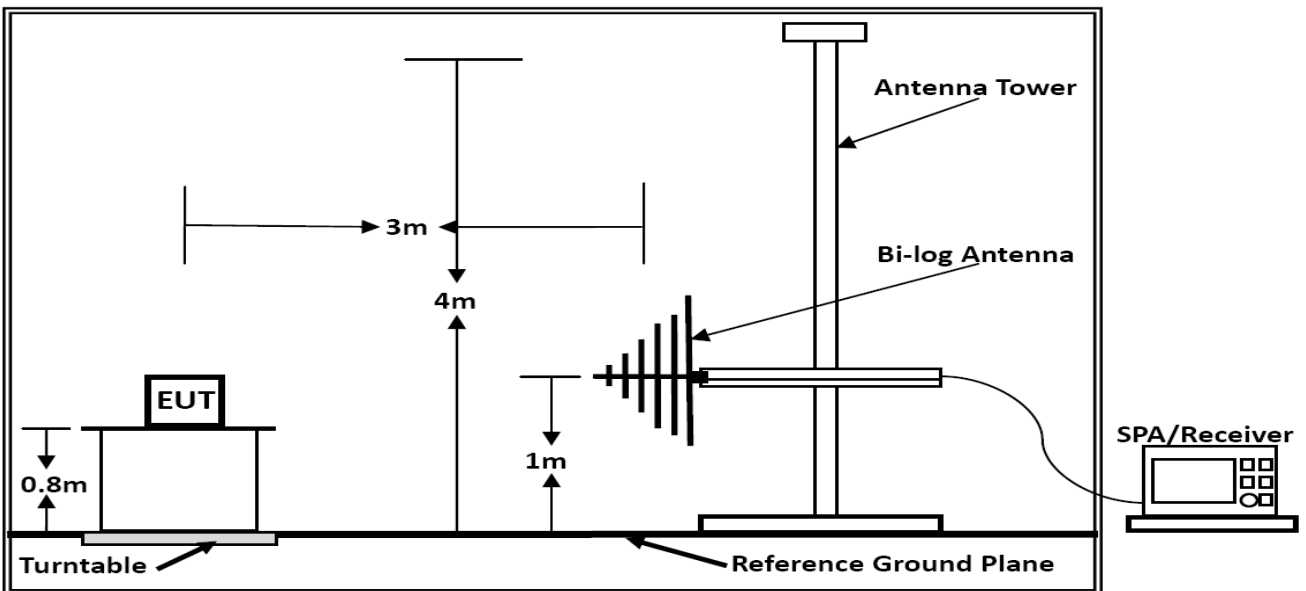 Antenna Tower
3m
Bi-log Antenna
4m
EUT
SPA/Receiver
1m
0.8m
Turntable
Reference Ground Plane